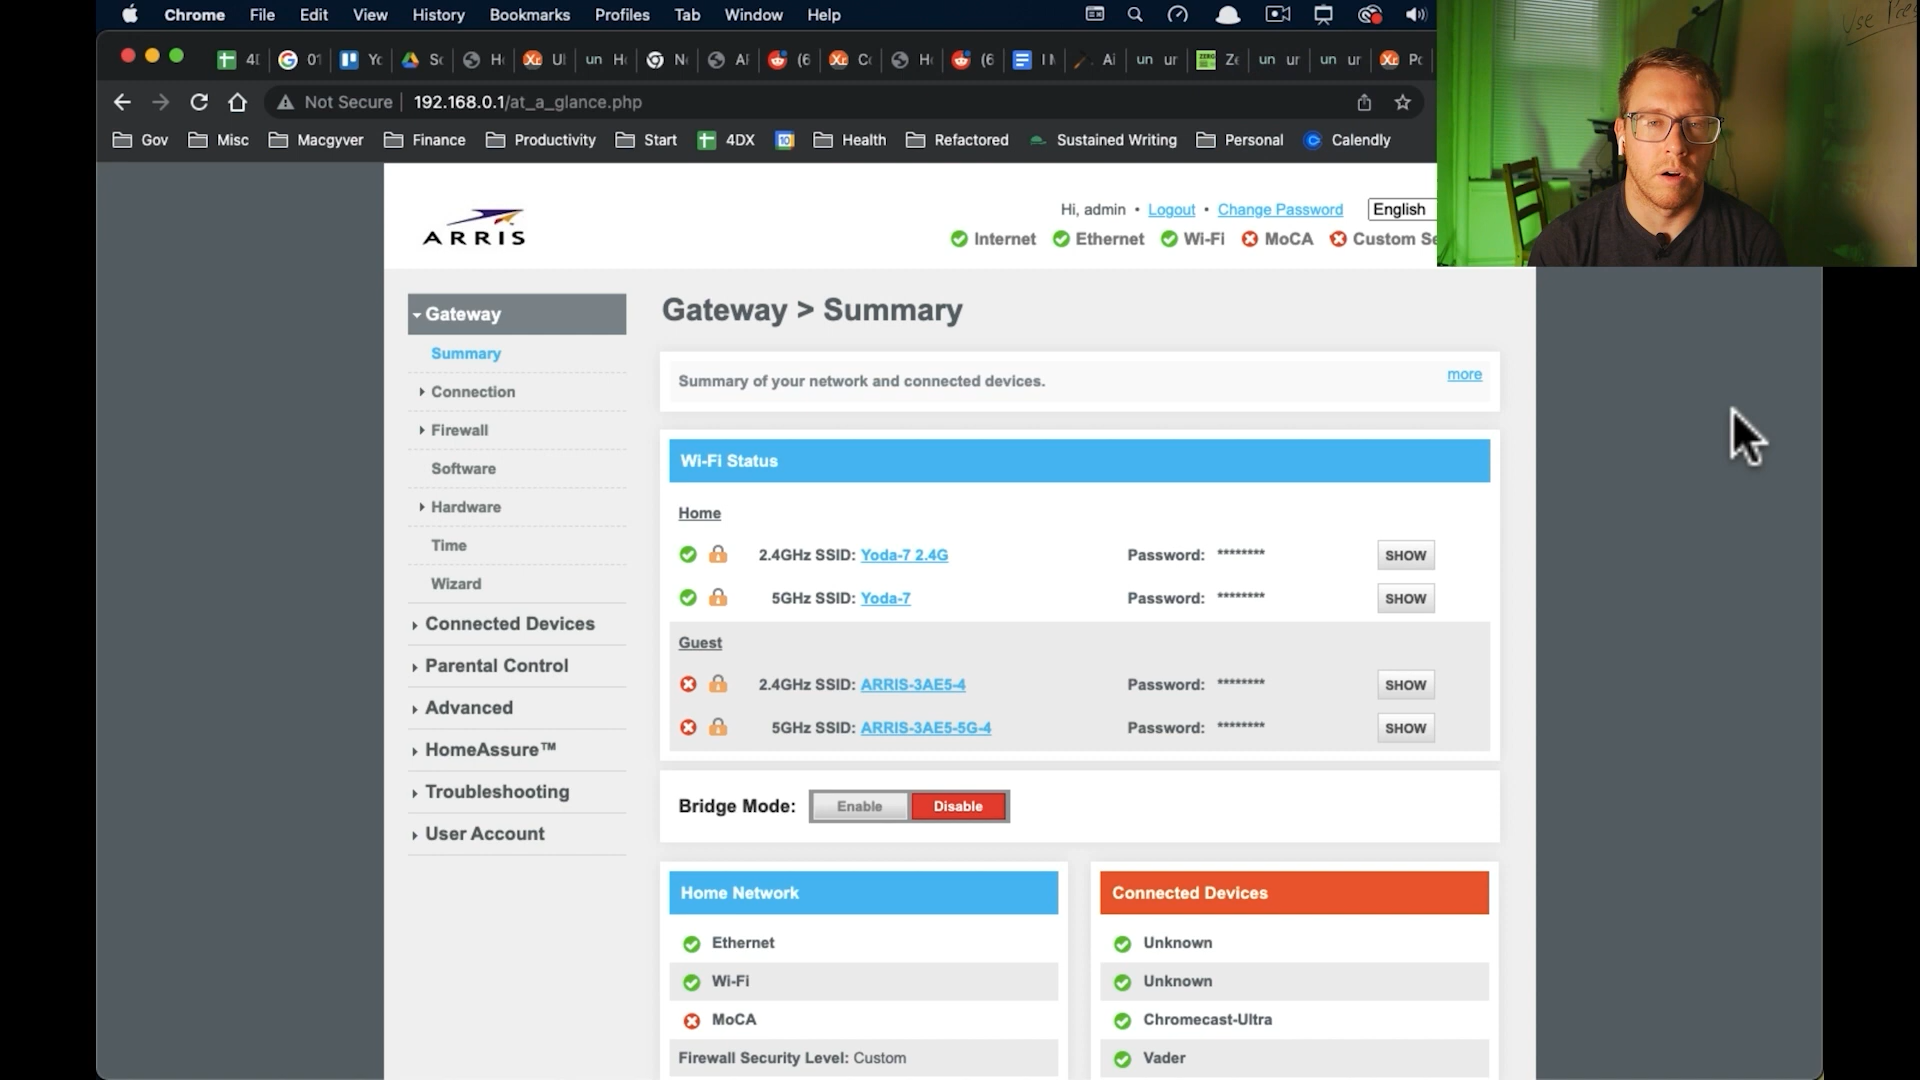 Chrome File Edit View History Bookmarks Profiles Tab Window Help
Not Secure 192.168.0.1/at_a_glance.php
Gov Misc Macgyver Finance Productivity Start 4DX Health Refactored Sustained Writing Personal Calendly
ARRIS
Hi, admin • Logout • Change Password English
Internet Ethernet Wi-Fi MoCA Custom Se
Gateway
Summary
Connection
Firewall
Software
Hardware
Time
Wizard
Connected Devices
Parental Control
Advanced
HomeAssure™
Troubleshooting
User Account
Gateway > Summary
Summary of your network and connected devices.
more
Wi-Fi Status
Home
2.4GHz SSID: Yoda-7 2.4G Password: ******** SHOW
5GHz SSID: Yoda-7 Password: ******** SHOW
Guest
2.4GHz SSID: ARRIS-3AE5-4 Password: ******** SHOW
5GHz SSID: ARRIS-3AE5-5G-4 Password: ******** SHOW
Bridge Mode: Enable Disable
Home Network
Ethernet
Wi-Fi
MoCA
Firewall Security Level: Custom
Connected Devices
Unknown
Unknown
Chromecast-Ultra
Vader